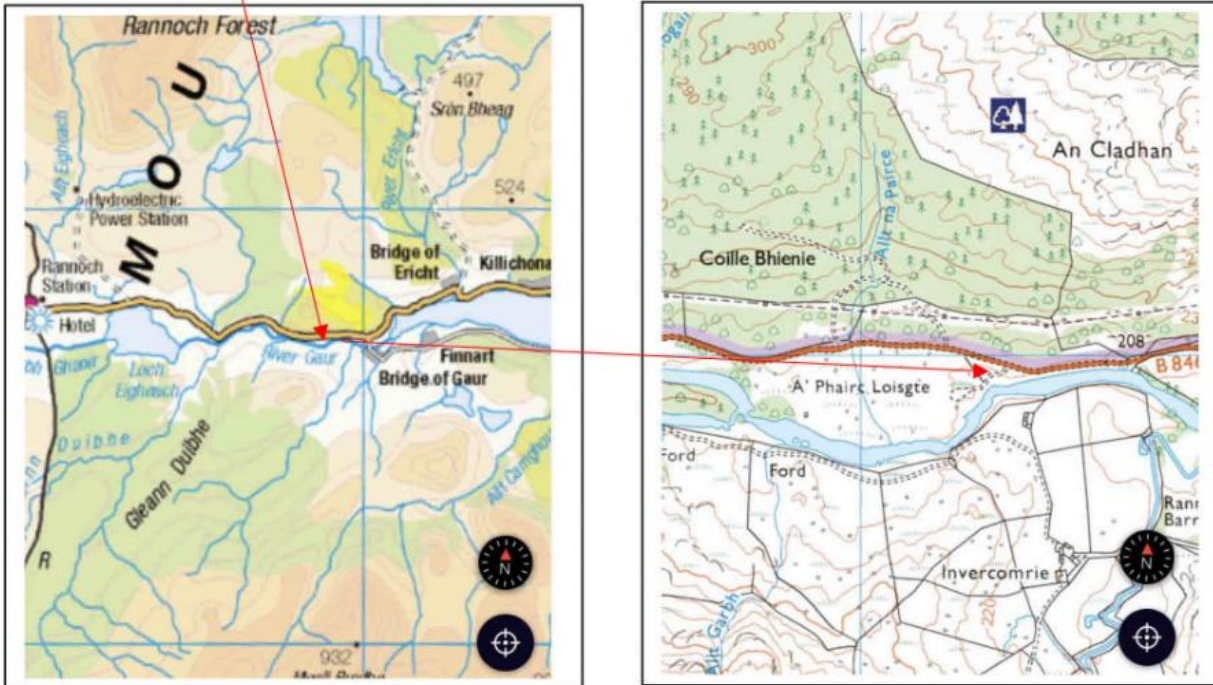 Rannoch Forest
497
Sròn Bheag
524
River Ericht
Allt Eigheach
Hydroelectric
Power Station
M O U
Bridge of
Ericht
Killichona
Rannoch
Station
Hotel
River Gaur
Finnart
Bridge of Gaur
Loch
Eigheach
Duibhe
Gleann Duibhe
R
932
N
300
290
An Cladhan
Allt na Pairce
Coille Bhienie
208
B 846
A' Phairc Loisgte
Ford
Ford
Invercomrie
220
Allt Garbh
N